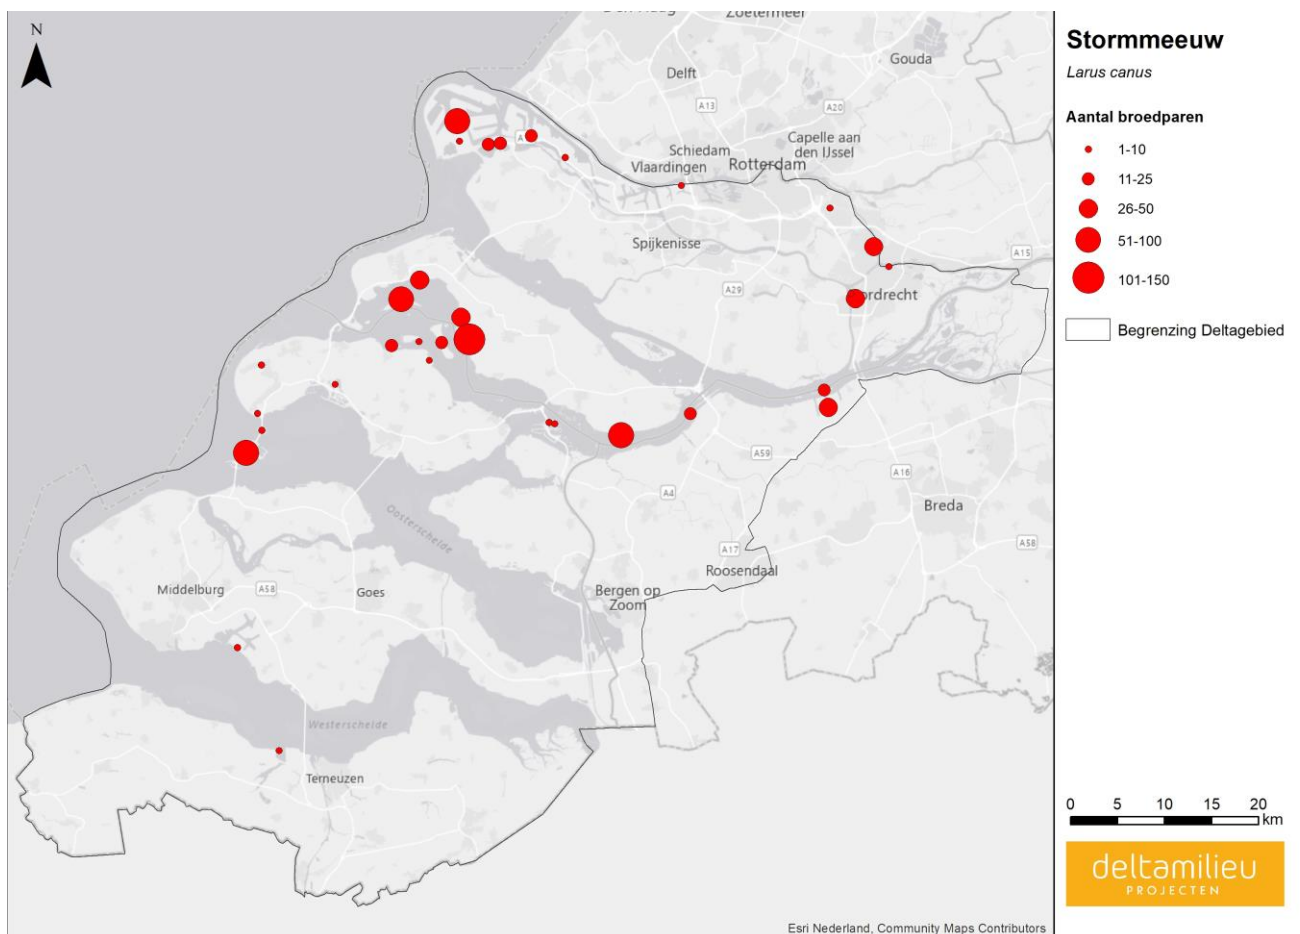 N
Zoetermeer
Gouda
Delft
A13
A20
Capelle aan
den IJssel
Schiedam
Vlaardingen
Rotterdam
Spijkenisse
A15
A29
A59
A4
A16
Breda
A58
A17
Roosendaal
Oosterschelde
Middelburg
A58
Goes
Bergen op
Zoom
Westerschelde
Terneuzen
Esri Nederland, Community Maps Contributors
Stormmeeuw
Larus canus
Aantal broedparen
1-10
11-25
26-50
51-100
101-150
Begrenzing Deltagebied
0 5 10 15 20
km
deltamilieu
PROJECTEN